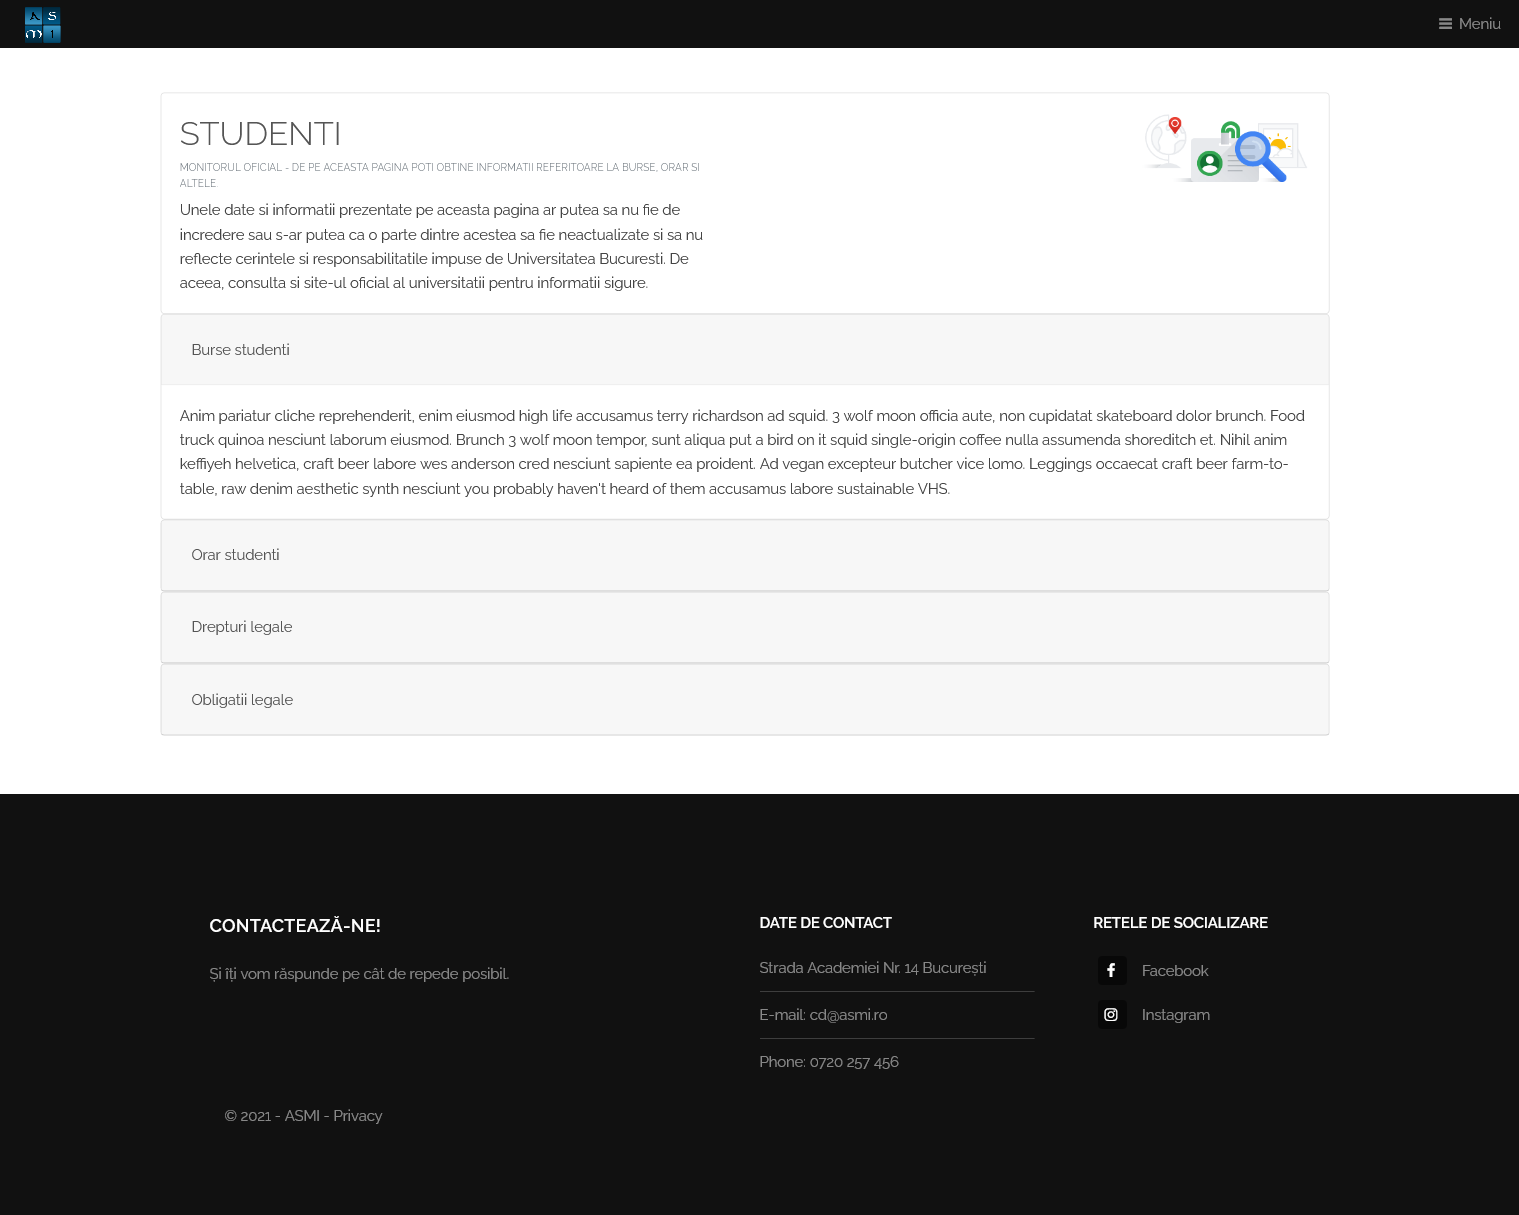 A S
m 1
Meniu
STUDENTI
MONITORUL OFICIAL - DE PE ACEASTA PAGINA POTI OBTINE INFORMATII REFERITOARE LA BURSE, ORAR SI
ALTELE
Unele date si informatii prezentate pe aceasta pagina ar putea sa nu fie de
incredere sau s-ar putea ca o parte dintre acestea sa fie neactualizate si sa nu
reflecte cerintele si responsabilitatile impuse de Universitatea Bucuresti. De
aceea, consulta si site-ul oficial al universitatii pentru informatii sigure.
Burse studenti
Anim pariatur cliche reprehenderit, enim eiusmod high life accusamus terry richardson ad squid. 3 wolf moon officia aute, non cupidatat skateboard dolor brunch. Food
truck quinoa nesciunt laborum eiusmod. Brunch 3 wolf moon tempor, sunt aliqua put a bird on it squid single-origin coffee nulla assumenda shoreditch et. Nihil anim
keffiyeh helvetica, craft beer labore wes anderson cred nesciunt sapiente ea proident. Ad vegan excepteur butcher vice lomo. Leggings occaecat craft beer farm-to-
table, raw denim aesthetic synth nesciunt you probably haven't heard of them accusamus labore sustainable VHS.
Orar studenti
Drepturi legale
Obligatii legale
CONTACTEAZĂ-NE!
Și îți vom răspunde pe cât de repede posibil.
DATE DE CONTACT
Strada Academiei Nr. 14 București
E-mail: cd@asmi.ro
Phone: 0720 257 456
RETELE DE SOCIALIZARE
Facebook
Instagram
© 2021 - ASMI - Privacy